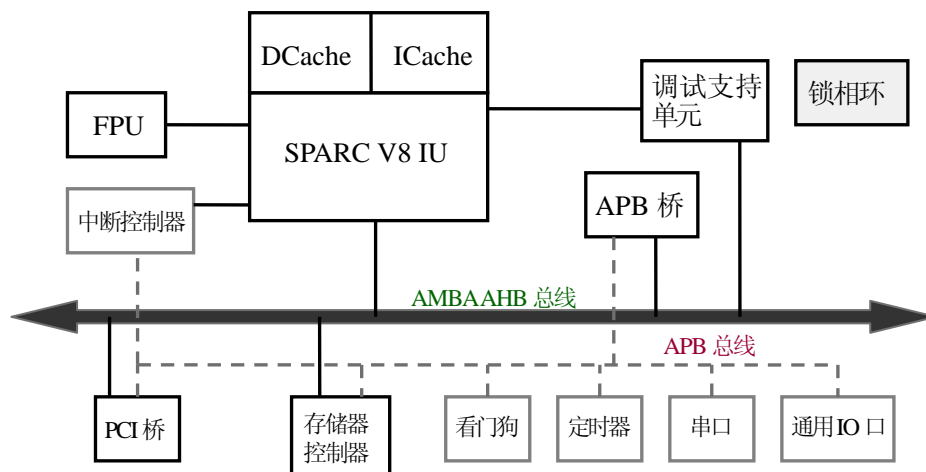 DCache
ICache
调试支持
单元
锁相环
FPU
SPARC V8 IU
中断控制器
APB 桥
AMBAAHB 总线
APB 总线
PCI 桥
存储器
控制器
看门狗
定时器
串口
通用IO 口